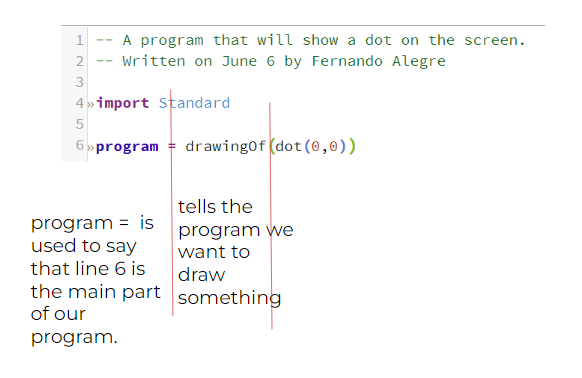 1 -- A program that will show a dot on the screen.
2 -- Written on June 6 by Fernando Alegre
3
4 » import Standard
5
6 » program = drawingOf(dot(0,0))
program = is
used to say
that line 6 is
the main part
of our
program.
tells the
program we
want to
draw
something